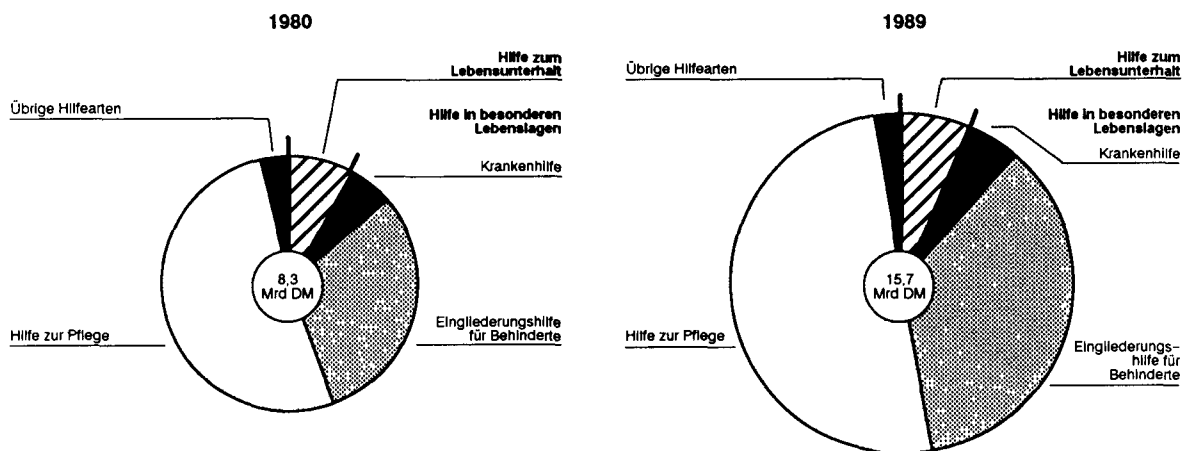 1980
Hilfe zum
Lebensunterhalt
Übrige Hilfearten
Hilfe in besonderen
Lebenslagen
Krankenhilfe
8,3
Mrd DM
Hilfe zur Pflege
Eingliederungshilfe
für Behinderte
1989
Hilfe zum
Lebensunterhalt
Übrige Hilfearten
Hilfe in besonderen
Lebenslagen
Krankenhilfe
15,7
Mrd DM
Hilfe zur Pflege
Eingliederungs-
hilfe für
Behinderte